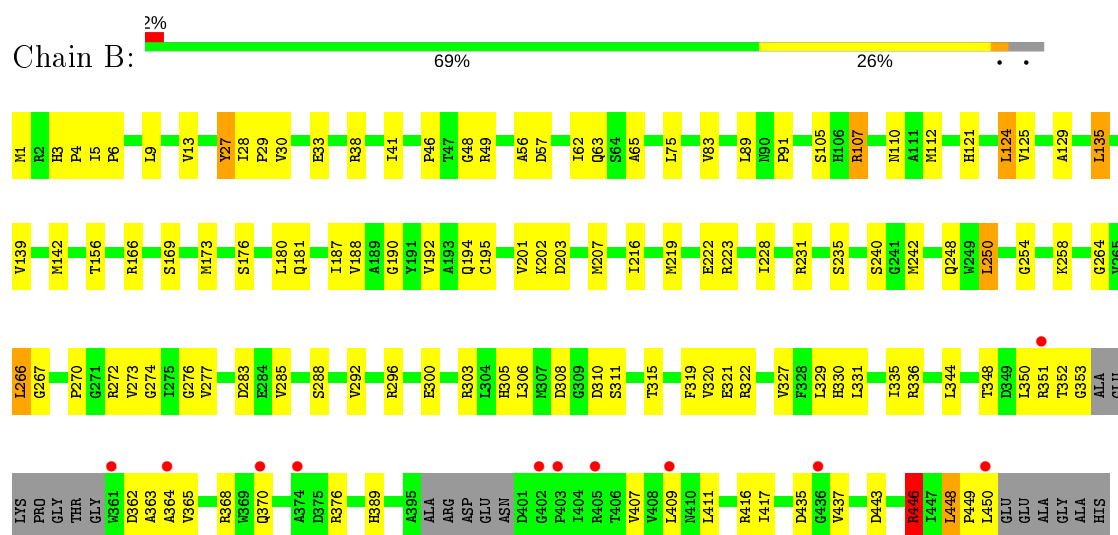 2%
Chain B:
69% 26% • •
M1 R2 H3 P4 I5 P6 L9 V13 Y27 I28 P29 V30 E33 R38 I41 P46 T47 G48 R49 A56 D57 I62 Q63 S64 A65 L75 V83 L89 N90 P91 S105 H106 R107 N110 A111 M112 H121 L124 V125 A129 L135
V139 M142 T156 R166 S169 M173 S176 L180 Q181 I187 V188 A189 G190 Y191 V192 A193 Q194 C195 V201 K202 D203 M207 I216 M219 E222 R223 I228 R231 S235 S240 G241 M242 Q248 W249 L250 G254 K258 G264 V265
L266 G267 P270 G271 R272 V273 G274 I275 G276 V277 D283 E284 V285 S288 V292 R296 E300 R303 L304 H305 L306 M307 D308 G309 D310 S311 T315 F319 V320 E321 R322 V327 F328 L329 H330 L331 I335 R336 L344 T348 D349 L350 R351 T352 G353 ALA GLU
LYS PRO GLY THR GLY W361 D362 A363 A364 V365 R368 W369 Q370 A374 D375 R376 H389 A395 ALA ARG ASP GLU ASN D401 G402 P403 I404 R405 T406 V407 V408 L409 N410 L411 R416 I417 D435 G436 V437 D443 R446 I447 L448 P449 L450 GLU GLU ALA GLY ALA HIS